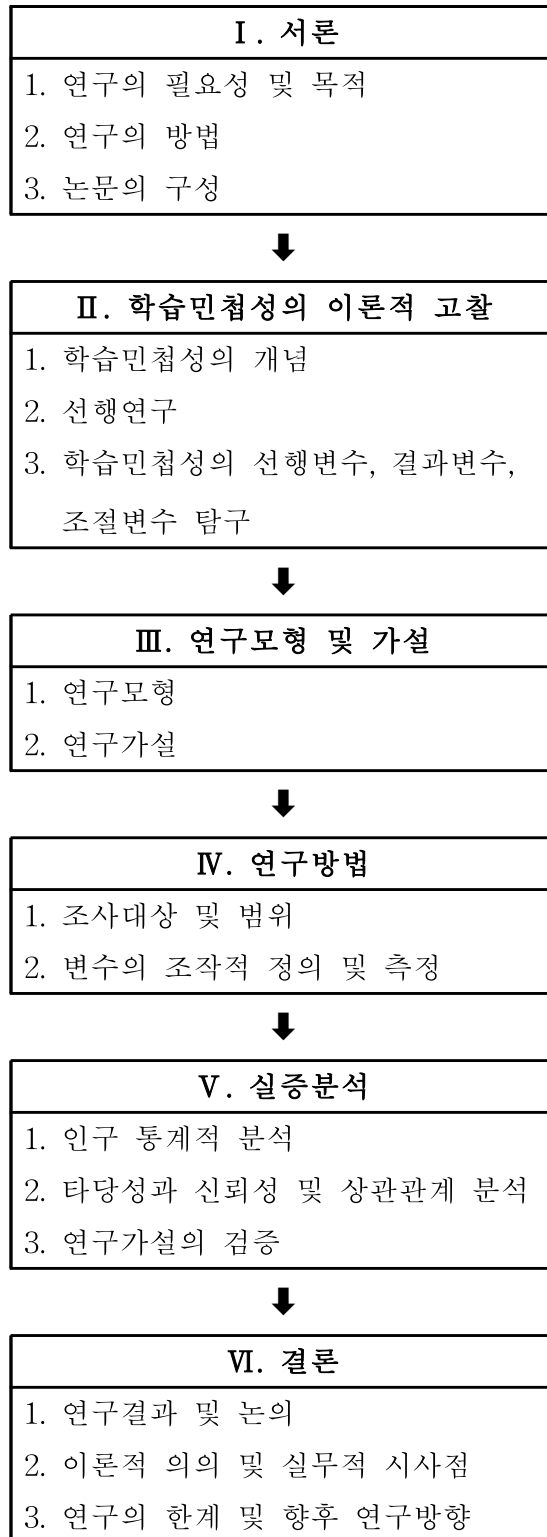 Ⅰ. 서론
1. 연구의 필요성 및 목적
2. 연구의 방법
3. 논문의 구성
Ⅱ. 학습민첩성의 이론적 고찰
1. 학습민첩성의 개념
2. 선행연구
3. 학습민첩성의 선행변수, 결과변수,
조절변수 탐구
Ⅲ. 연구모형 및 가설
1. 연구모형
2. 연구가설
Ⅳ. 연구방법
1. 조사대상 및 범위
2. 변수의 조작적 정의 및 측정
Ⅴ. 실증분석
1. 인구 통계적 분석
2. 타당성과 신뢰성 및 상관관계 분석
3. 연구가설의 검증
Ⅵ. 결론
1. 연구결과 및 논의
2. 이론적 의의 및 실무적 시사점
3. 연구의 한계 및 향후 연구방향